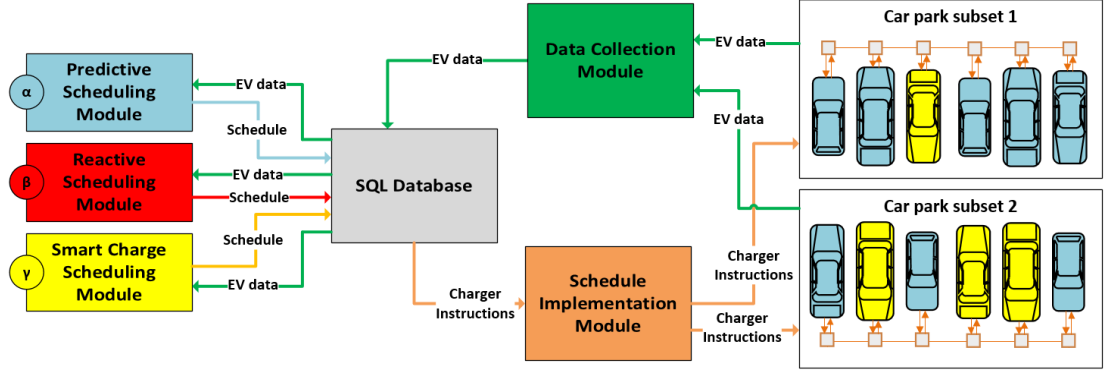 α
Predictive
Scheduling
Module
β
Reactive
Scheduling
Module
γ
Smart Charge
Scheduling
Module
EV data
Schedule
EV data
Schedule
Schedule
EV data
SQL Database
EV data
Data Collection
Module
EV data
EV data
Charger
Instructions
Schedule
Implementation
Module
Charger
Instructions
Charger
Instructions
Car park subset 1
Car park subset 2